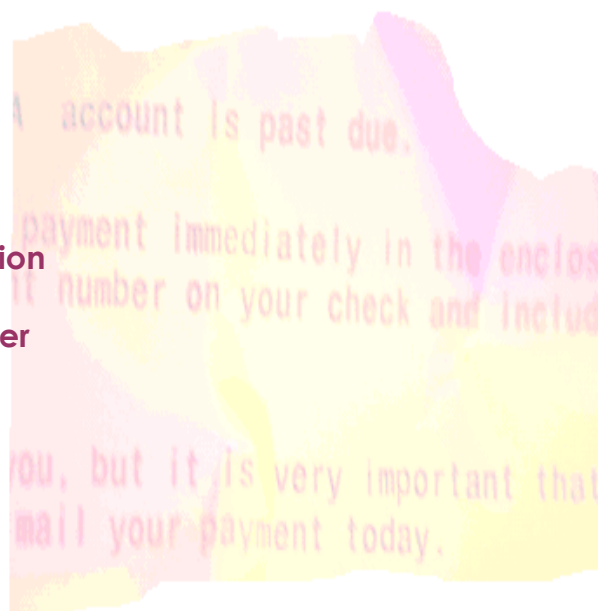 A account is past due.
payment immediately in the enclos
ion
nt number on your check and includ
er
you, but it is very important that
mail your payment today.